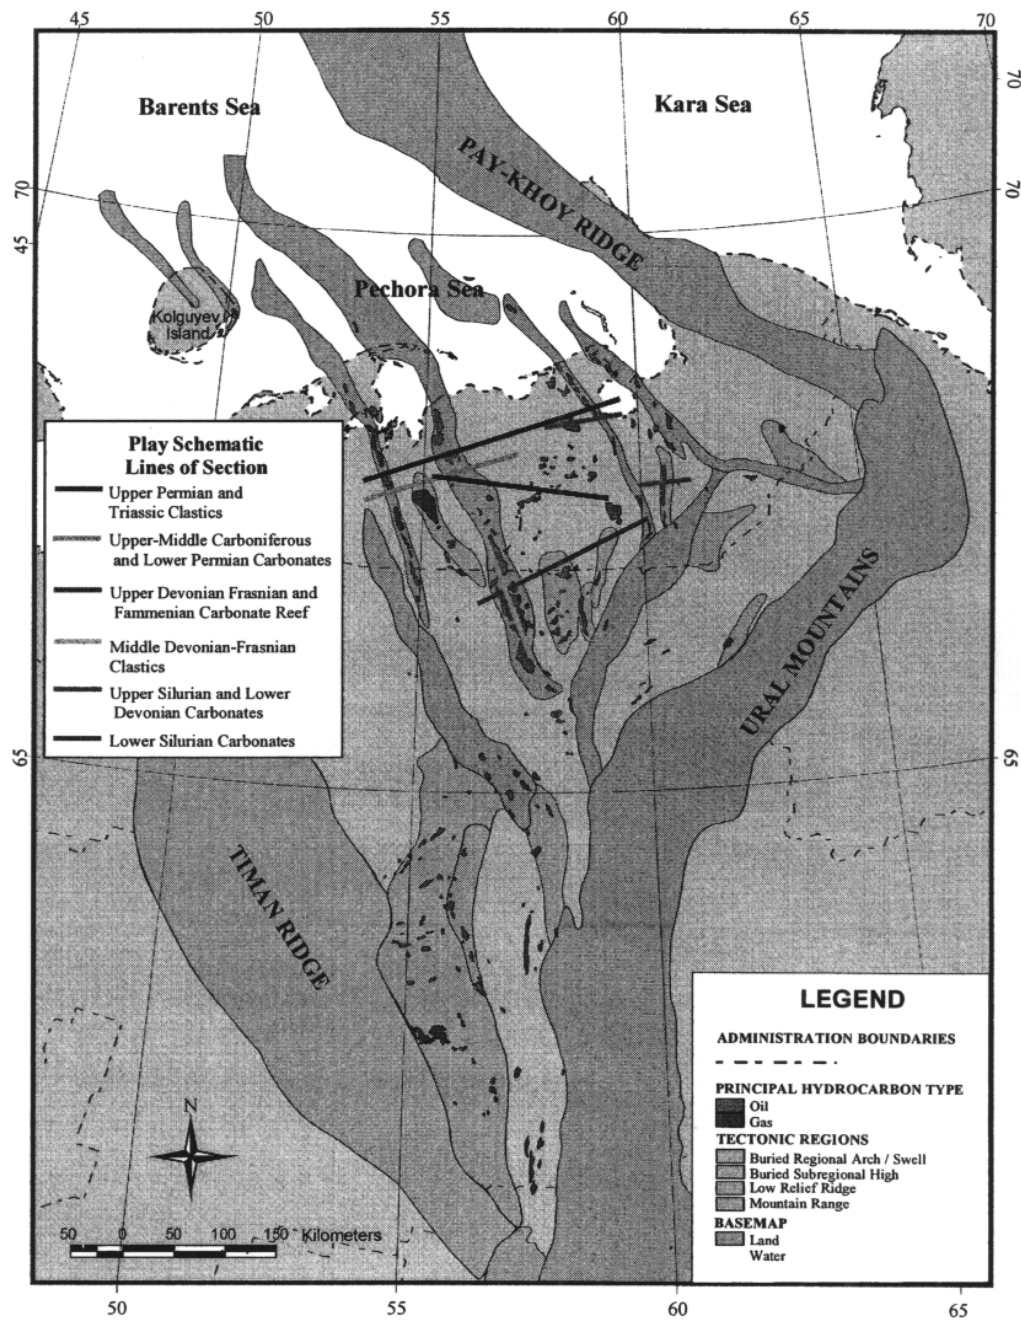 45 50 55 60 65 70
70
Barents Sea
Kara Sea
PAY-KHOY RIDGE
70
70
45
Pechora Sea
Kolguyev
Island
Play Schematic
Lines of Section
Upper Permian and
Triassic Clastics
Upper-Middle Carboniferous
and Lower Permian Carbonates
Upper Devonian Frasnian and
Fammenian Carbonate Reef
Middle Devonian-Frasnian
Clastics
Upper Silurian and Lower
Devonian Carbonates
Lower Silurian Carbonates
URAL MOUNTAINS
65
65
TIMAN RIDGE
N
50 0 50 100 150 Kilometers
LEGEND
ADMINISTRATION BOUNDARIES
PRINCIPAL HYDROCARBON TYPE
Oil
Gas
TECTONIC REGIONS
Buried Regional Arch / Swell
Buried Subregional High
Low Relief Ridge
Mountain Range
BASEMAP
Land
Water
50 55 60 65